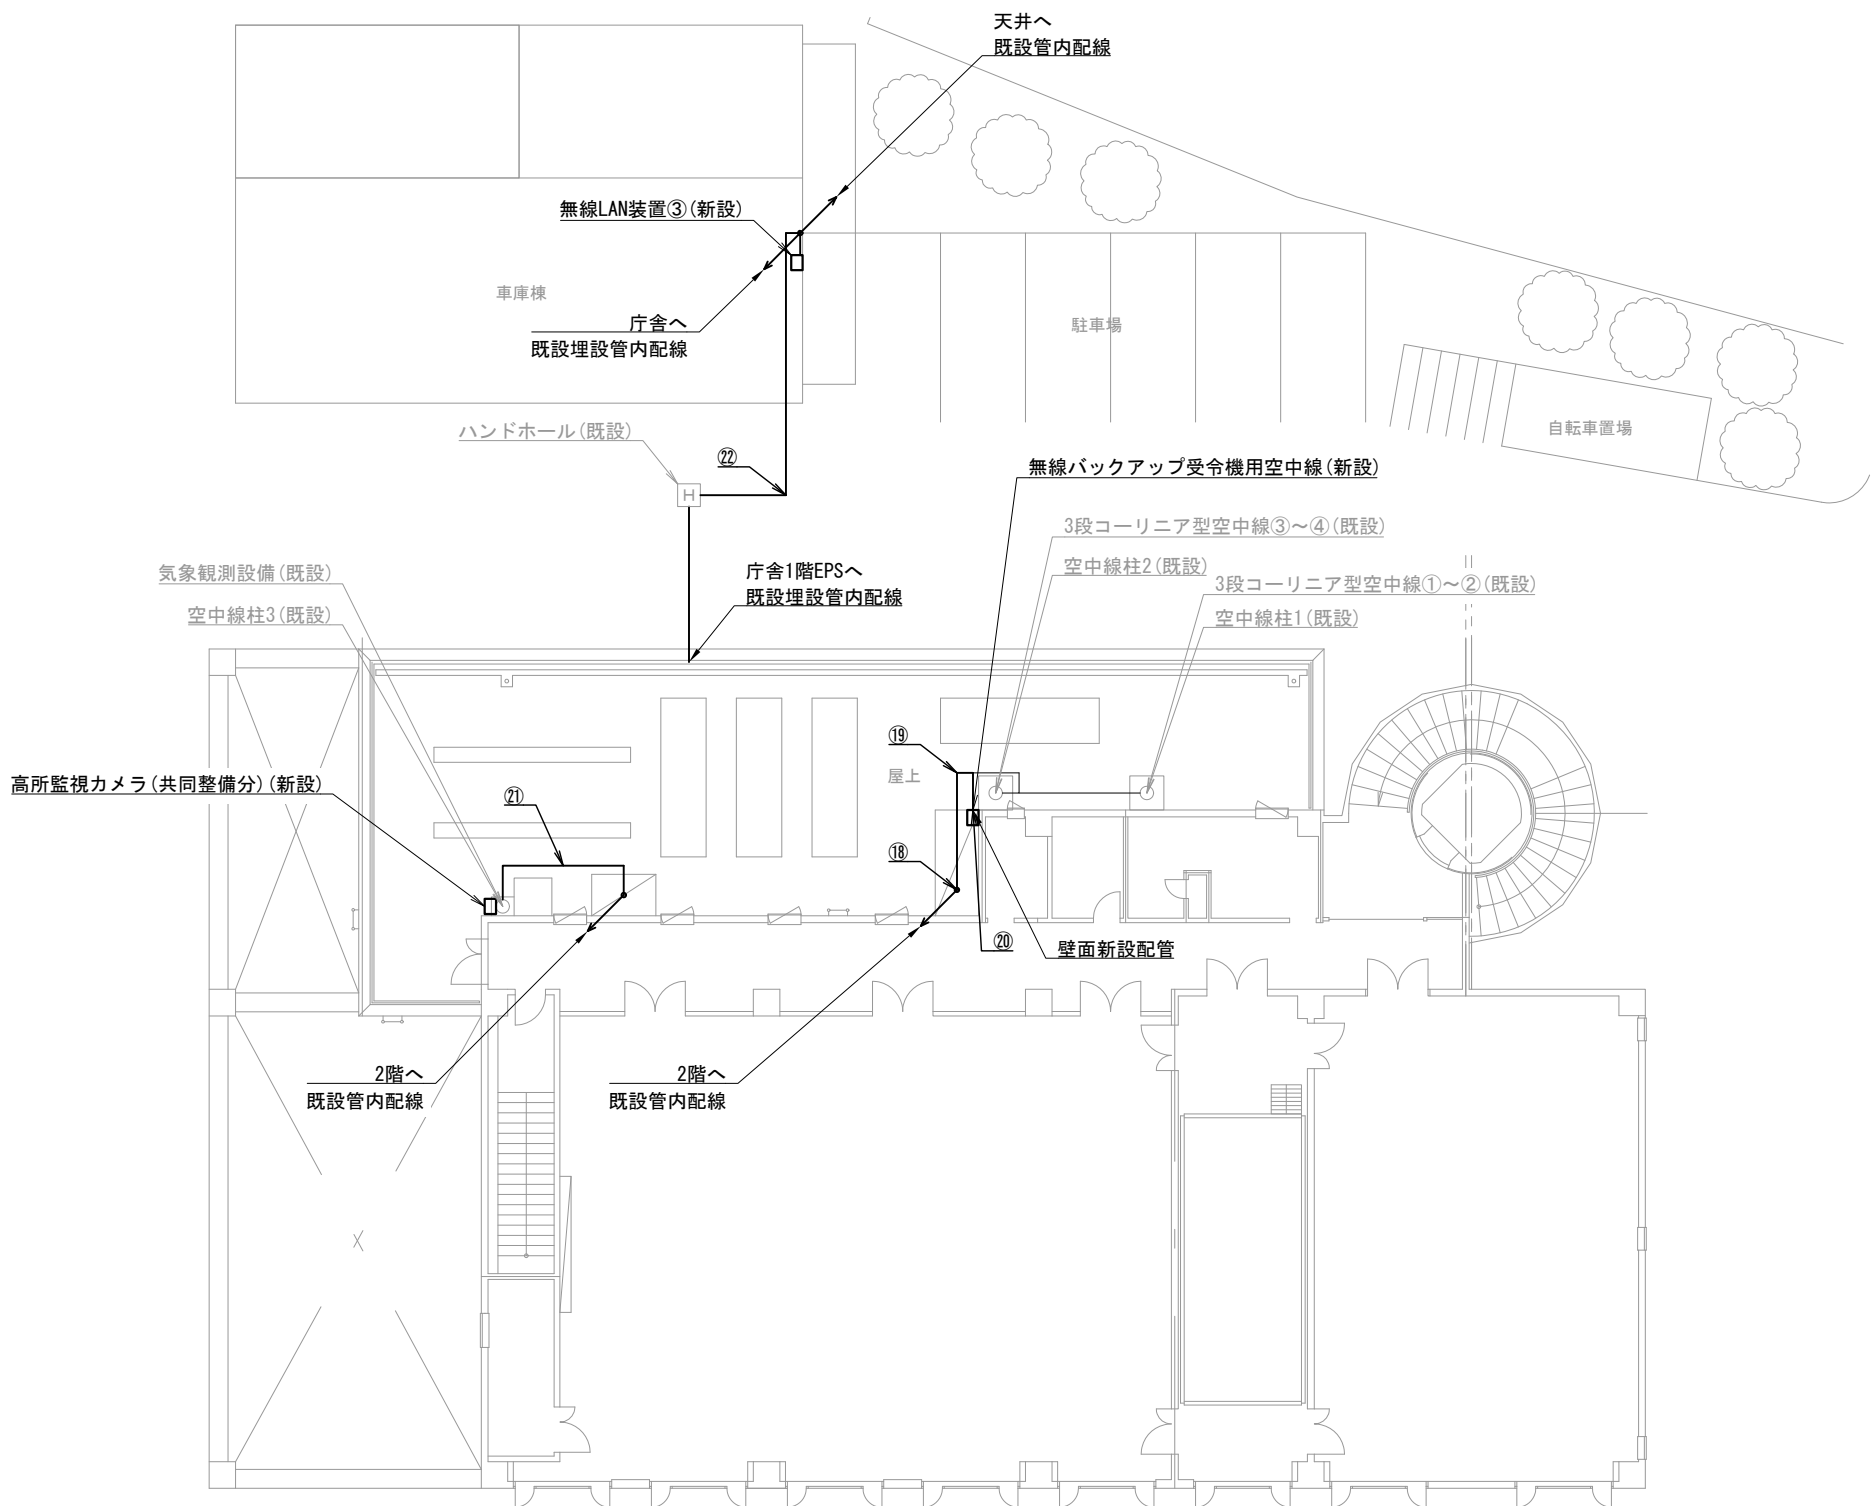 天井へ
既設管内配線
無線LAN装置③(新設)
車庫棟
庁舎へ
既設埋設管内配線
駐車場
自転車置場
ハンドホール(既設)
㉒
H
無線バックアップ受令機用空中線(新設)
3段コーリニア型空中線③～④(既設)
空中線柱2(既設)
3段コーリニア型空中線①～②(既設)
空中線柱1(既設)
気象観測設備(既設)
空中線柱3(既設)
庁舎1階EPSへ
既設埋設管内配線
高所監視カメラ(共同整備分)(新設)
⑲
屋上
㉑
⑱
⑳
壁面新設配管
2階へ
既設管内配線
2階へ
既設管内配線